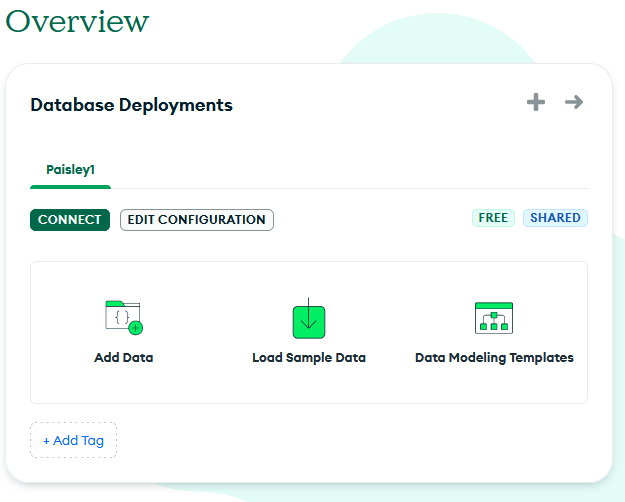 Overview
Database Deployments
Paisley1
CONNECT EDIT CONFIGURATION FREE SHARED
{ }
Add Data Load Sample Data Data Modeling Templates
+ Add Tag